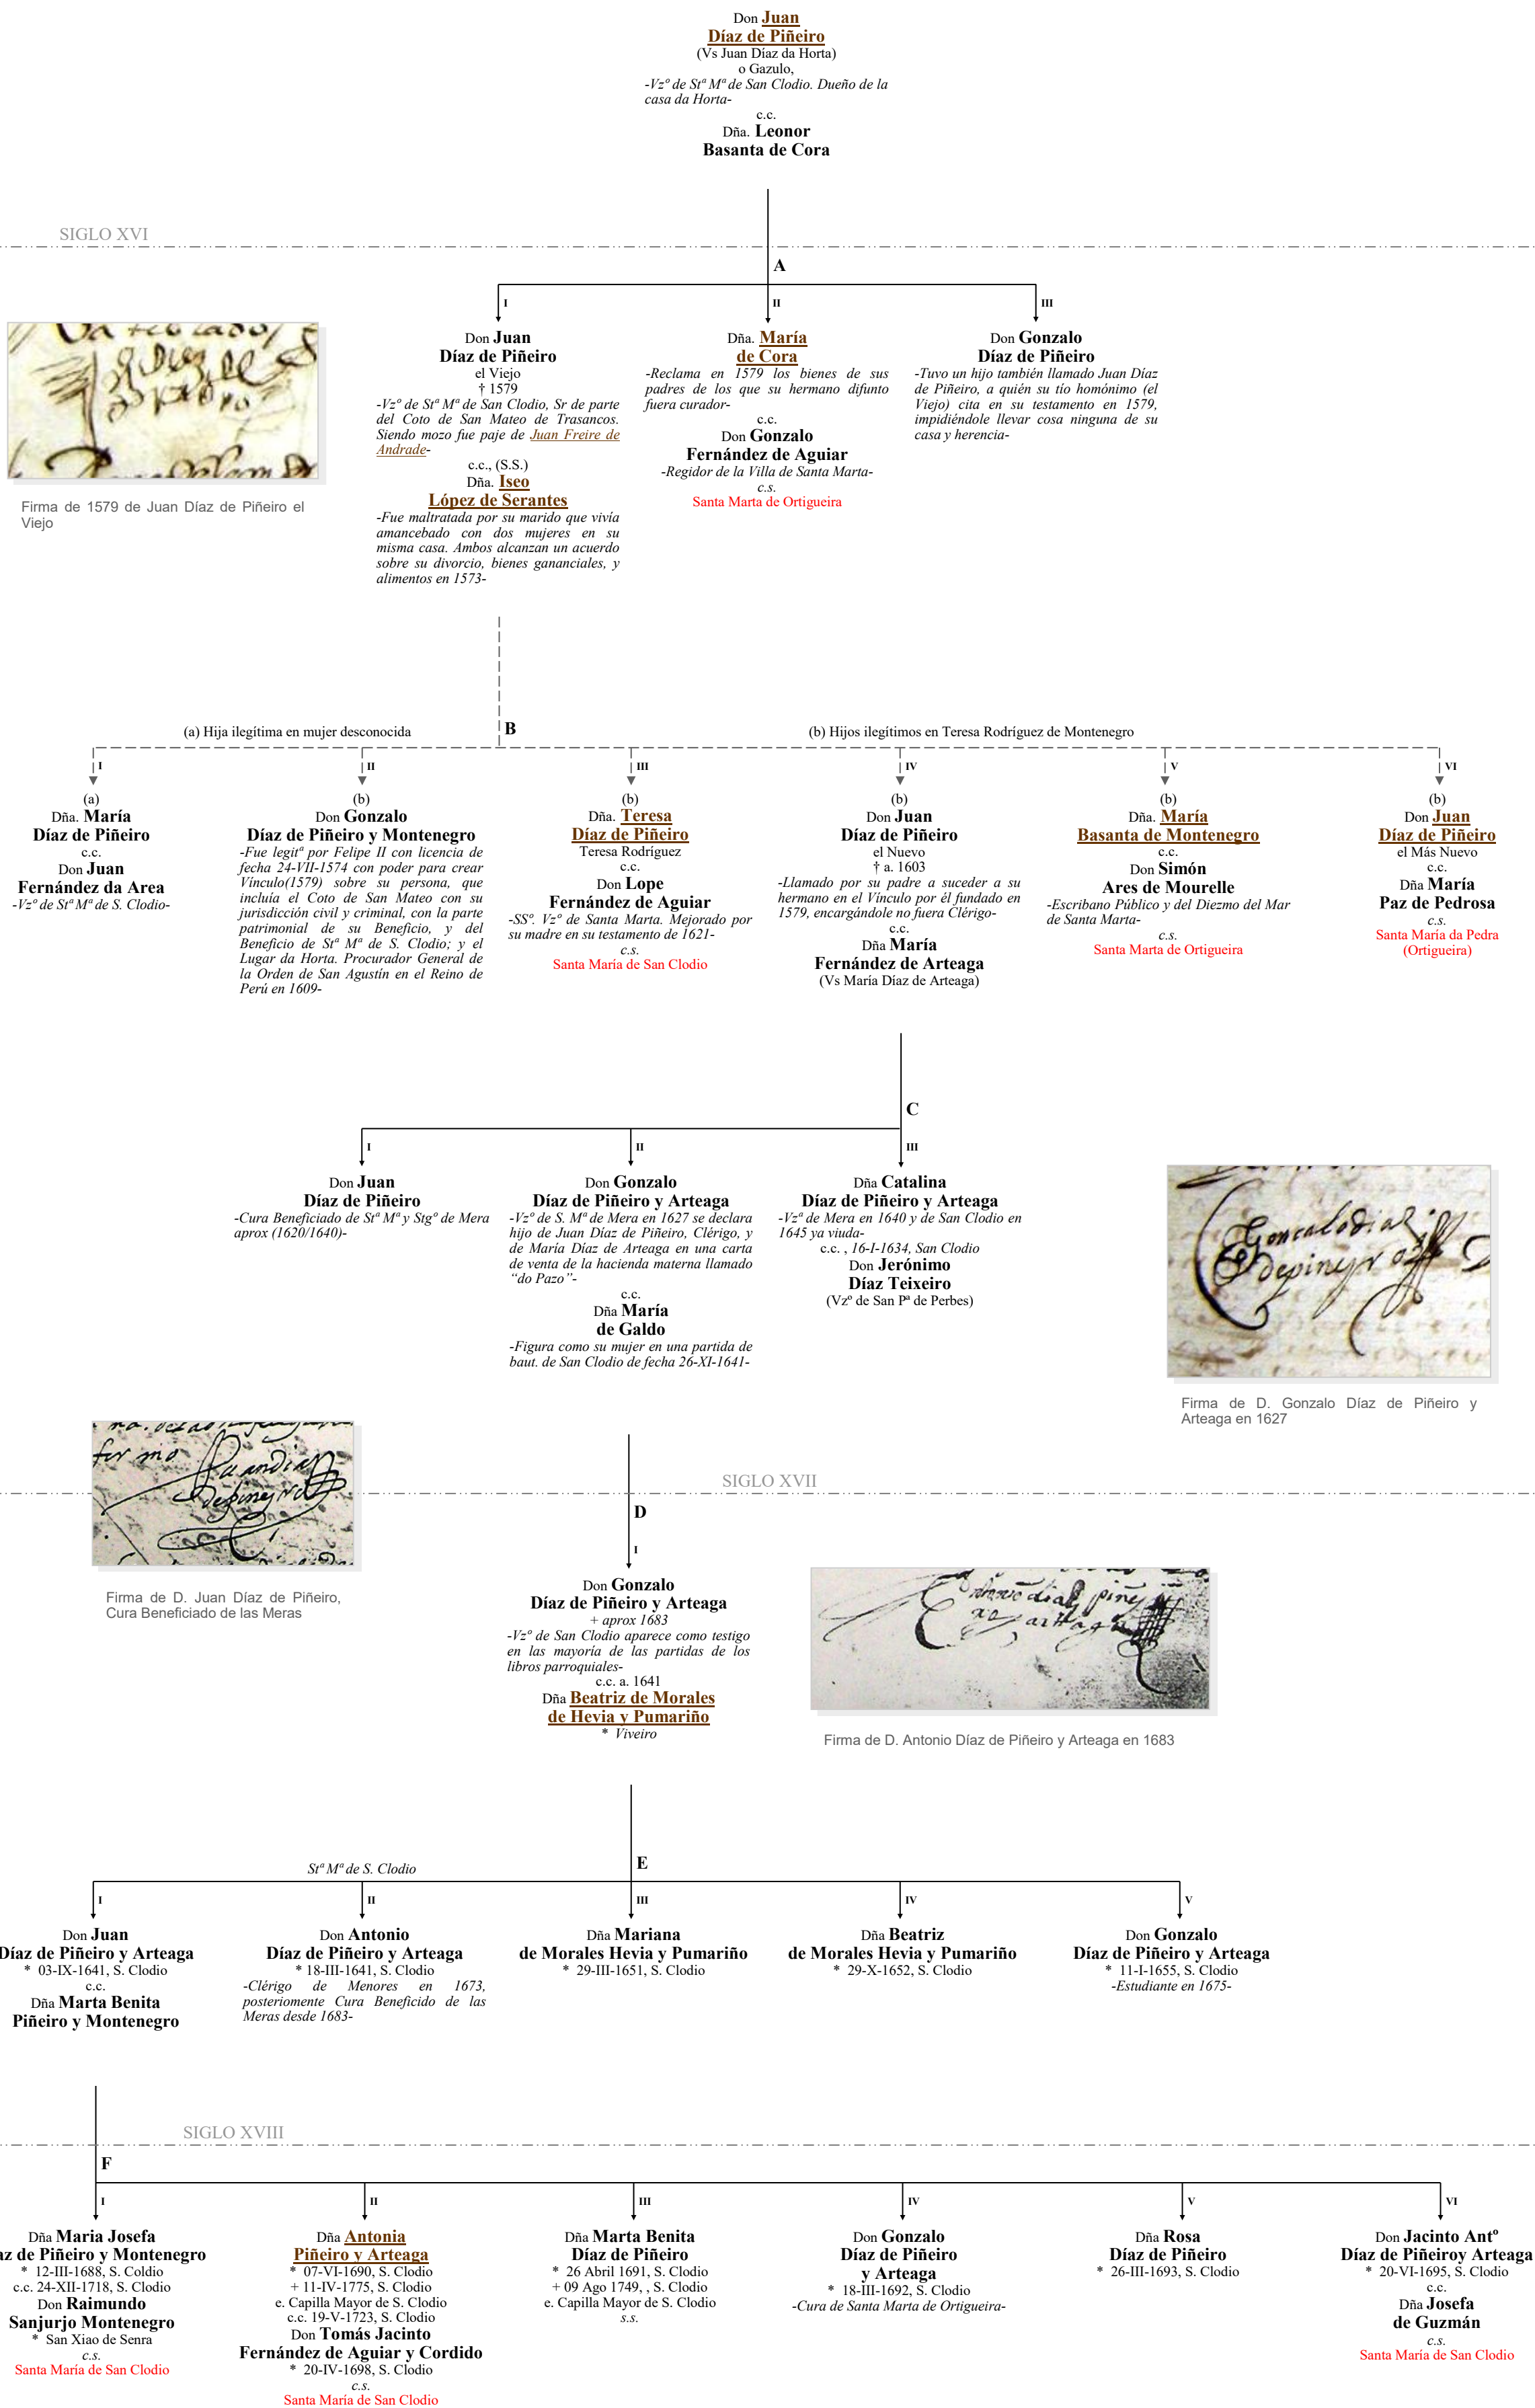 Don Juan
Díaz de Piñeiro
(Vs Juan Díaz da Horta)
o Gazulo,
-Vzº de Stª Mª de San Clodio. Dueño de la
casa da Horta-
c.c.
Dña. Leonor
Basanta de Cora
SIGLO XVI
A
I
Don Juan
Díaz de Piñeiro
el Viejo
† 1579
-Vzº de Stª Mª de San Clodio, Sr de parte
del Coto de San Mateo de Trasancos.
Siendo mozo fue paje de Juan Freire de
Andrade-
c.c., (S.S.)
Dña. Iseo
López de Serantes
-Fue maltratada por su marido que vivía
amancebado con dos mujeres en su
misma casa. Ambos alcanzan un acuerdo
sobre su divorcio, bienes gananciales, y
alimentos en 1573-
II
Dña. María
de Cora
-Reclama en 1579 los bienes de sus
padres de los que su hermano difunto
fuera curador-
c.c.
Don Gonzalo
Fernández de Aguiar
-Regidor de la Villa de Santa Marta-
c.s.
Santa Marta de Ortigueira
III
Don Gonzalo
Díaz de Piñeiro
-Tuvo un hijo también llamado Juan Díaz
de Piñeiro, a quién su tío homónimo (el
Viejo) cita en su testamento en 1579,
impidiéndole llevar cosa ninguna de su
casa y herencia-
Firma de 1579 de Juan Díaz de Piñeiro el
Viejo
B
(a) Hija ilegítima en mujer desconocida
(b) Hijos ilegítimos en Teresa Rodríguez de Montenegro
I
(a)
Dña. María
Díaz de Piñeiro
c.c.
Don Juan
Fernández da Area
-Vzº de Stª Mª de S. Clodio-
II
(b)
Don Gonzalo
Díaz de Piñeiro y Montenegro
-Fue legitª por Felipe II con licencia de
fecha 24-VII-1574 con poder para crear
Vínculo(1579) sobre su persona, que
incluía el Coto de San Mateo con su
jurisdicción civil y criminal, con la parte
patrimonial de su Beneficio, y del
Beneficio de Stª Mª de S. Clodio; y el
Lugar da Horta. Procurador General de
la Orden de San Agustín en el Reino de
Perú en 1609-
III
(b)
Dña. Teresa
Díaz de Piñeiro
Teresa Rodríguez
c.c.
Don Lope
Fernández de Aguiar
-SSº. Vzº de Santa Marta. Mejorado por
su madre en su testamento de 1621-
c.s.
Santa María de San Clodio
IV
(b)
Don Juan
Díaz de Piñeiro
el Nuevo
† a. 1603
-Llamado por su padre a suceder a su
hermano en el Vínculo por él fundado en
1579, encargándole no fuera Clérigo-
c.c.
Dña María
Fernández de Arteaga
(Vs María Díaz de Arteaga)
V
(b)
Dña. María
Basanta de Montenegro
c.c.
Don Simón
Ares de Mourelle
-Escribano Público y del Diezmo del Mar
de Santa Marta-
c.s.
Santa Marta de Ortigueira
VI
(b)
Don Juan
Díaz de Piñeiro
el Más Nuevo
c.c.
Dña María
Paz de Pedrosa
c.s.
Santa María da Pedra
(Ortigueira)
C
I
Don Juan
Díaz de Piñeiro
-Cura Beneficiado de Stª Mª y Stgº de Mera
aprox (1620/1640)-
II
Don Gonzalo
Díaz de Piñeiro y Arteaga
-Vzº de S. Mª de Mera en 1627 se declara
hijo de Juan Díaz de Piñeiro, Clérigo, y
de María Díaz de Arteaga en una carta
de venta de la hacienda materna llamado
“do Pazo”-
c.c.
Dña María
de Galdo
-Figura como su mujer en una partida de
baut. de San Clodio de fecha 26-XI-1641-
III
Dña Catalina
Díaz de Piñeiro y Arteaga
-Vzª de Mera en 1640 y de San Clodio en
1645 ya viuda-
c.c. , 16-I-1634, San Clodio
Don Jerónimo
Díaz Teixeiro
(Vzº de San Pª de Perbes)
Gonçalo diaz
depineyro
Firma de D. Gonzalo Díaz de Piñeiro y
Arteaga en 1627
Juan diaz
depineyro
Firma de D. Juan Díaz de Piñeiro,
Cura Beneficiado de las Meras
SIGLO XVII
D
I
Don Gonzalo
Díaz de Piñeiro y Arteaga
+ aprox 1683
-Vzº de San Clodio aparece como testigo
en las mayoría de las partidas de los
libros parroquiales-
c.c. a. 1641
Dña Beatriz de Morales
de Hevia y Pumariño
* Viveiro
Firma de D. Antonio Díaz de Piñeiro y Arteaga en 1683
Stª Mª de S. Clodio
E
I
Don Juan
Díaz de Piñeiro y Arteaga
* 03-IX-1641, S. Clodio
c.c.
Dña Marta Benita
Piñeiro y Montenegro
II
Don Antonio
Díaz de Piñeiro y Arteaga
* 18-III-1641, S. Clodio
-Clérigo de Menores en 1673,
posteriomente Cura Beneficido de las
Meras desde 1683-
III
Dña Mariana
de Morales Hevia y Pumariño
* 29-III-1651, S. Clodio
IV
Dña Beatriz
de Morales Hevia y Pumariño
* 29-X-1652, S. Clodio
V
Don Gonzalo
Díaz de Piñeiro y Arteaga
* 11-I-1655, S. Clodio
-Estudiante en 1675-
SIGLO XVIII
F
I
Dña Maria Josefa
az de Piñeiro y Montenegro
* 12-III-1688, S. Coldio
c.c. 24-XII-1718, S. Clodio
Don Raimundo
Sanjurjo Montenegro
* San Xiao de Senra
c.s.
Santa María de San Clodio
II
Dña Antonia
Piñeiro y Arteaga
* 07-VI-1690, S. Clodio
+ 11-IV-1775, S. Clodio
e. Capilla Mayor de S. Clodio
c.c. 19-V-1723, S. Clodio
Don Tomás Jacinto
Fernández de Aguiar y Cordido
* 20-IV-1698, S. Clodio
c.s.
Santa María de San Clodio
III
Dña Marta Benita
Díaz de Piñeiro
* 26 Abril 1691, S. Clodio
+ 09 Ago 1749, , S. Clodio
e. Capilla Mayor de S. Clodio
s.s.
IV
Don Gonzalo
Díaz de Piñeiro
y Arteaga
* 18-III-1692, S. Clodio
-Cura de Santa Marta de Ortigueira-
V
Dña Rosa
Díaz de Piñeiro
* 26-III-1693, S. Clodio
VI
Don Jacinto Antº
Díaz de Piñeiroy Arteaga
* 20-VI-1695, S. Clodio
c.c.
Dña Josefa
de Guzmán
c.s.
Santa María de San Clodio